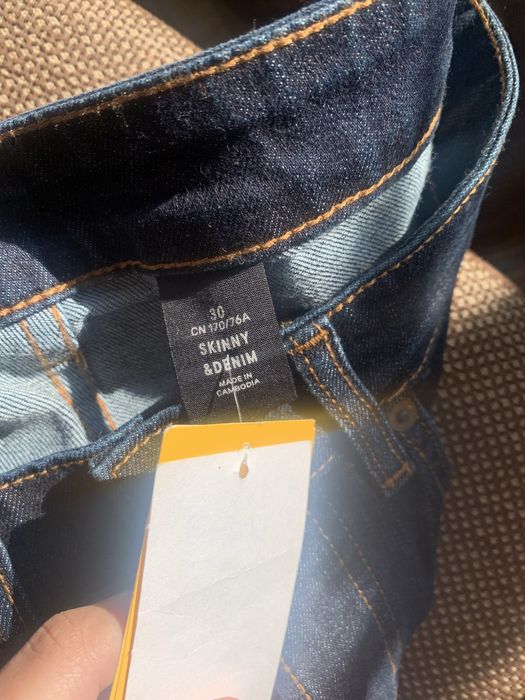 30
CN 170/76A
SKINNY
&DENIM
MADE IN
CAMBODIA